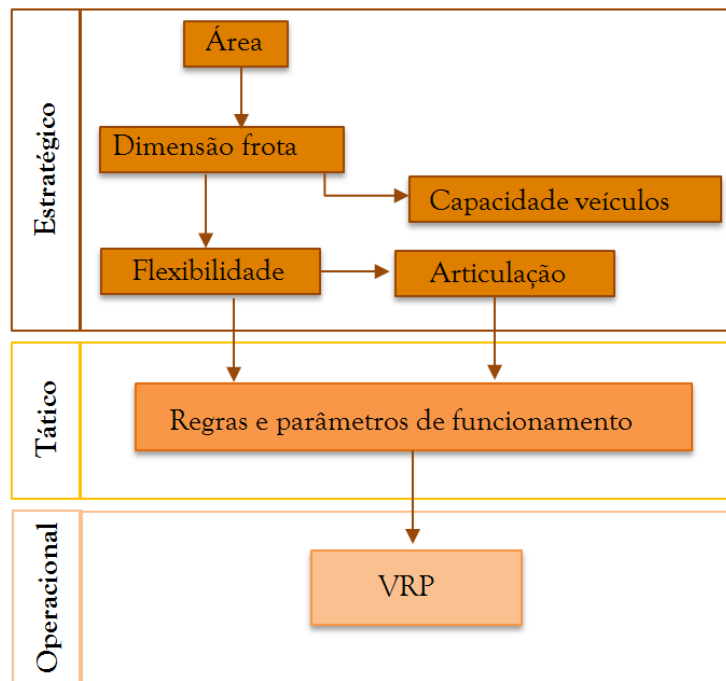 Estratégico
Área
Dimensão frota
Capacidade veículos
Flexibilidade
Articulação
Tático
Regras e parâmetros de funcionamento
Operacional
VRP